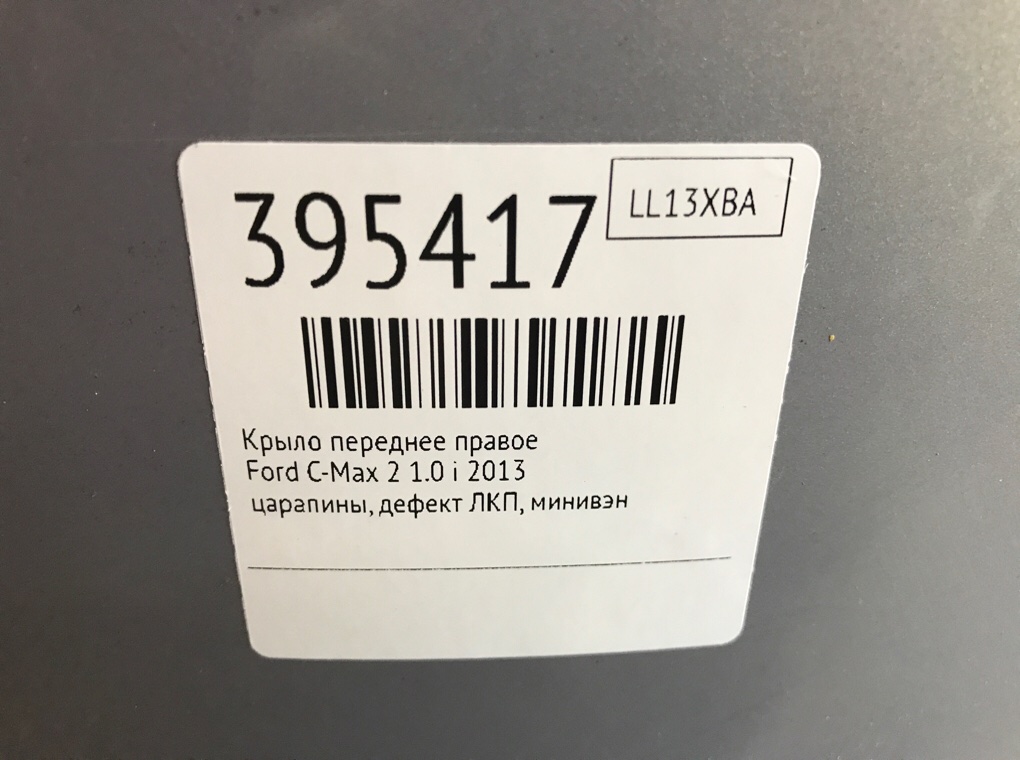 395417
LL13XBA
Крыло переднее правое
Ford C-Max 2 1.0 i 2013
царапины, дефект ЛКП, минивэн